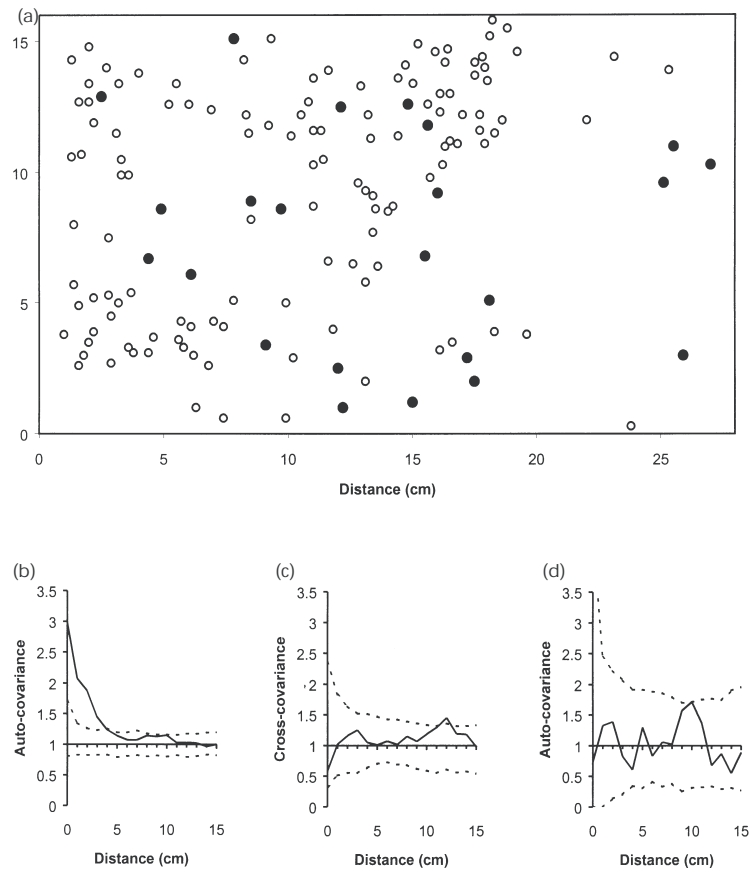 (a)
15
10
5
0
0 5 10 15 20 25
Distance (cm)
(b) (c) (d)
3.5 3.5 3.5
3 3 3
2.5 2.5 2.5
2 2 2
1.5 1.5 1.5
1 1 1
0.5 0.5 0.5
0 0 0
Auto-covariance Cross-covariance Auto-covariance
0 5 10 15 0 5 10 15 0 5 10 15
Distance (cm) Distance (cm) Distance (cm)